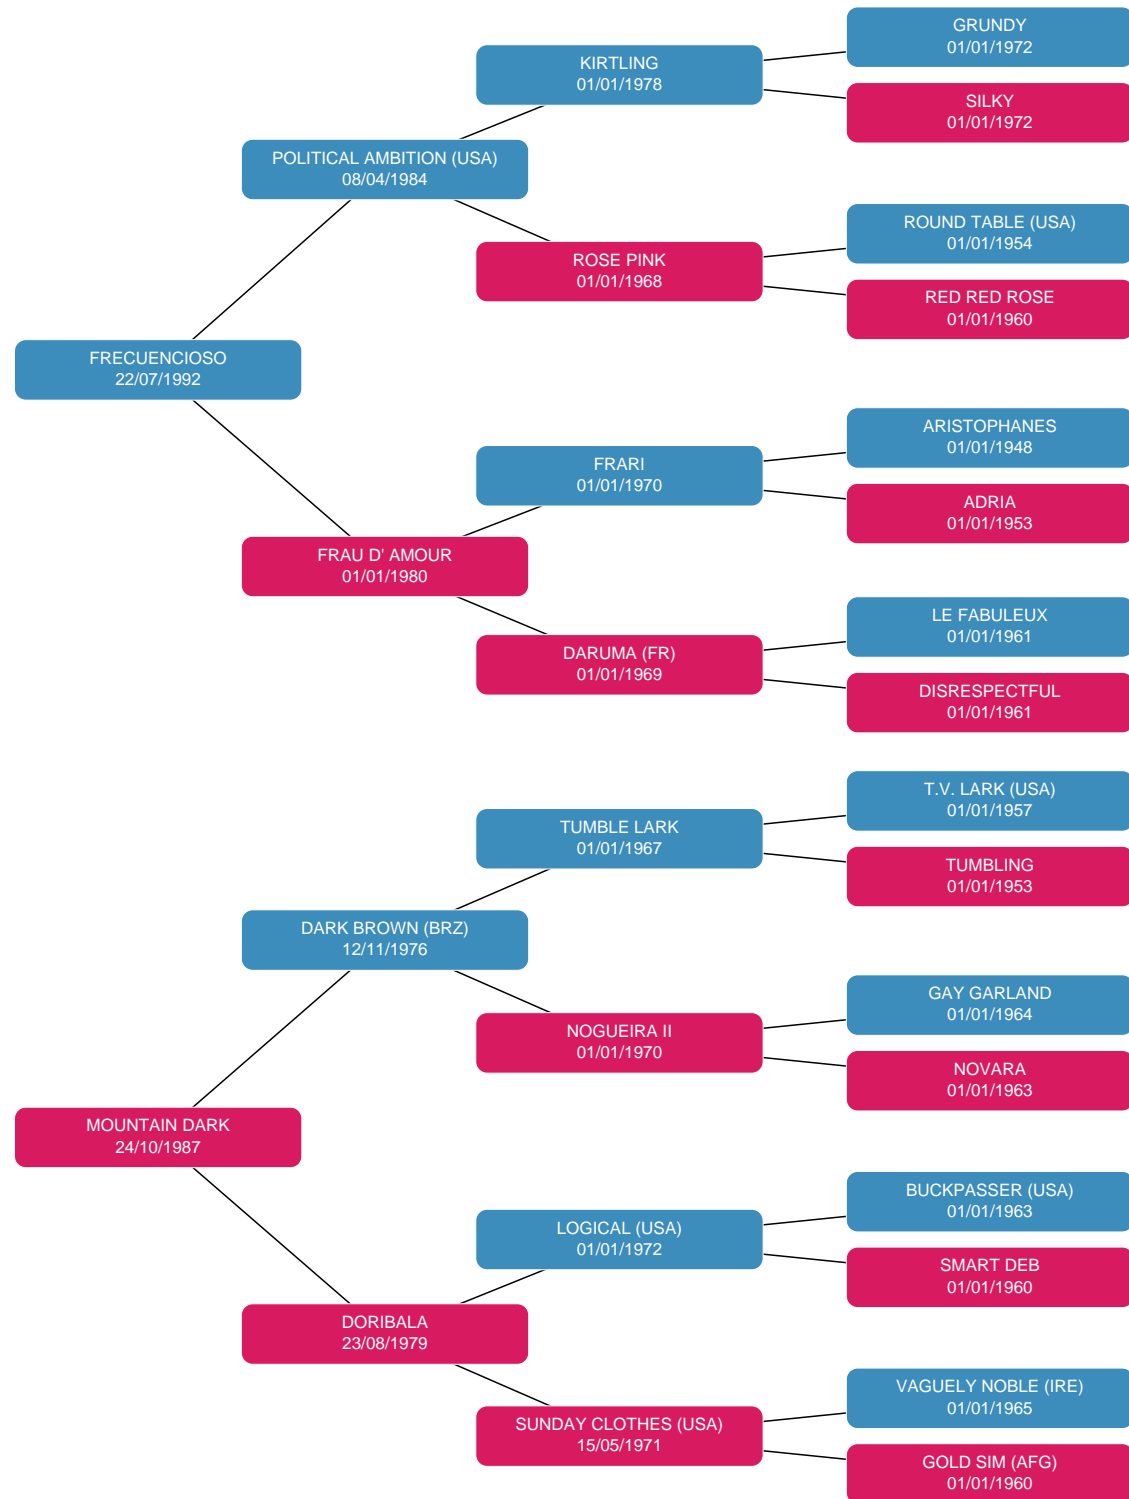 GRUNDY
01/01/1972
KIRTLING
01/01/1978
SILKY
01/01/1972
POLITICAL AMBITION (USA)
08/04/1984
ROUND TABLE (USA)
01/01/1954
ROSE PINK
01/01/1968
RED RED ROSE
01/01/1960
FRECUENCIOSO
22/07/1992
ARISTOPHANES
01/01/1948
FRARI
01/01/1970
ADRIA
01/01/1953
FRAU D' AMOUR
01/01/1980
LE FABULEUX
01/01/1961
DARUMA (FR)
01/01/1969
DISRESPECTFUL
01/01/1961
T.V. LARK (USA)
01/01/1957
TUMBLE LARK
01/01/1967
TUMBLING
01/01/1953
DARK BROWN (BRZ)
12/11/1976
GAY GARLAND
01/01/1964
NOGUEIRA II
01/01/1970
NOVARA
01/01/1963
MOUNTAIN DARK
24/10/1987
BUCKPASSER (USA)
01/01/1963
LOGICAL (USA)
01/01/1972
SMART DEB
01/01/1960
DORIBALA
23/08/1979
VAGUELY NOBLE (IRE)
01/01/1965
SUNDAY CLOTHES (USA)
15/05/1971
GOLD SIM (AFG)
01/01/1960